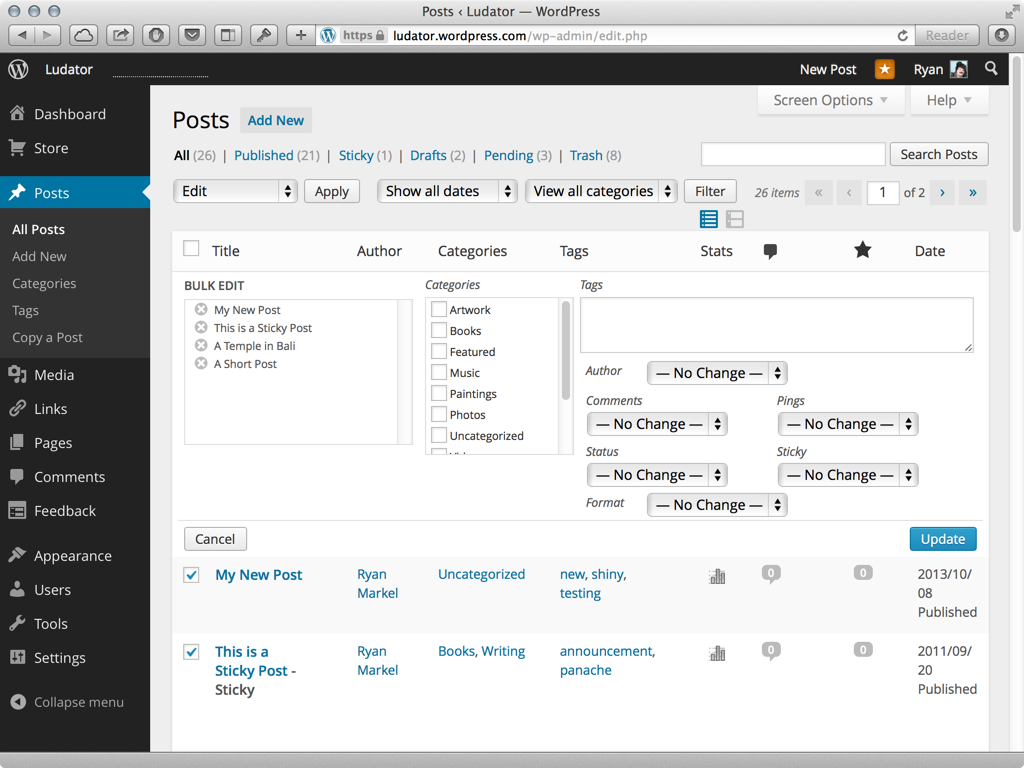 Posts ‹ Ludator — WordPress
https ludator.wordpress.com/wp-admin/edit.php Reader
Ludator New Post Ryan
Screen Options Help
Posts Add New
All (26) | Published (21) | Sticky (1) | Drafts (2) | Pending (3) | Trash (8) Search Posts
Edit Apply Show all dates View all categories Filter 26 items « ‹ 1 of 2 › »
Title Author Categories Tags Stats Date
BULK EDIT Categories Tags
My New Post
This is a Sticky Post
A Temple in Bali
A Short Post
Artwork
Books
Featured
Music
Paintings
Photos
Uncategorized
Author — No Change —
Comments Pings
— No Change — — No Change —
Status Sticky
— No Change — — No Change —
Format — No Change —
Cancel Update
My New Post Ryan Markel Uncategorized new, shiny, testing 0 0 2013/10/08 Published
This is a Sticky Post - Sticky Ryan Markel Books, Writing announcement, panache 0 0 2011/09/20 Published
Dashboard
Store
Posts
All Posts
Add New
Categories
Tags
Copy a Post
Media
Links
Pages
Comments
Feedback
Appearance
Users
Tools
Settings
Collapse menu